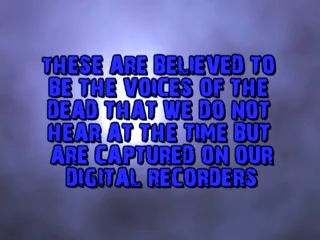 THESE ARE BELIEVED TO
BE THE VOICES OF THE
DEAD THAT WE DO NOT
HEAR AT THE TIME BUT
ARE CAPTURED ON OUR
DIGITAL RECORDERS